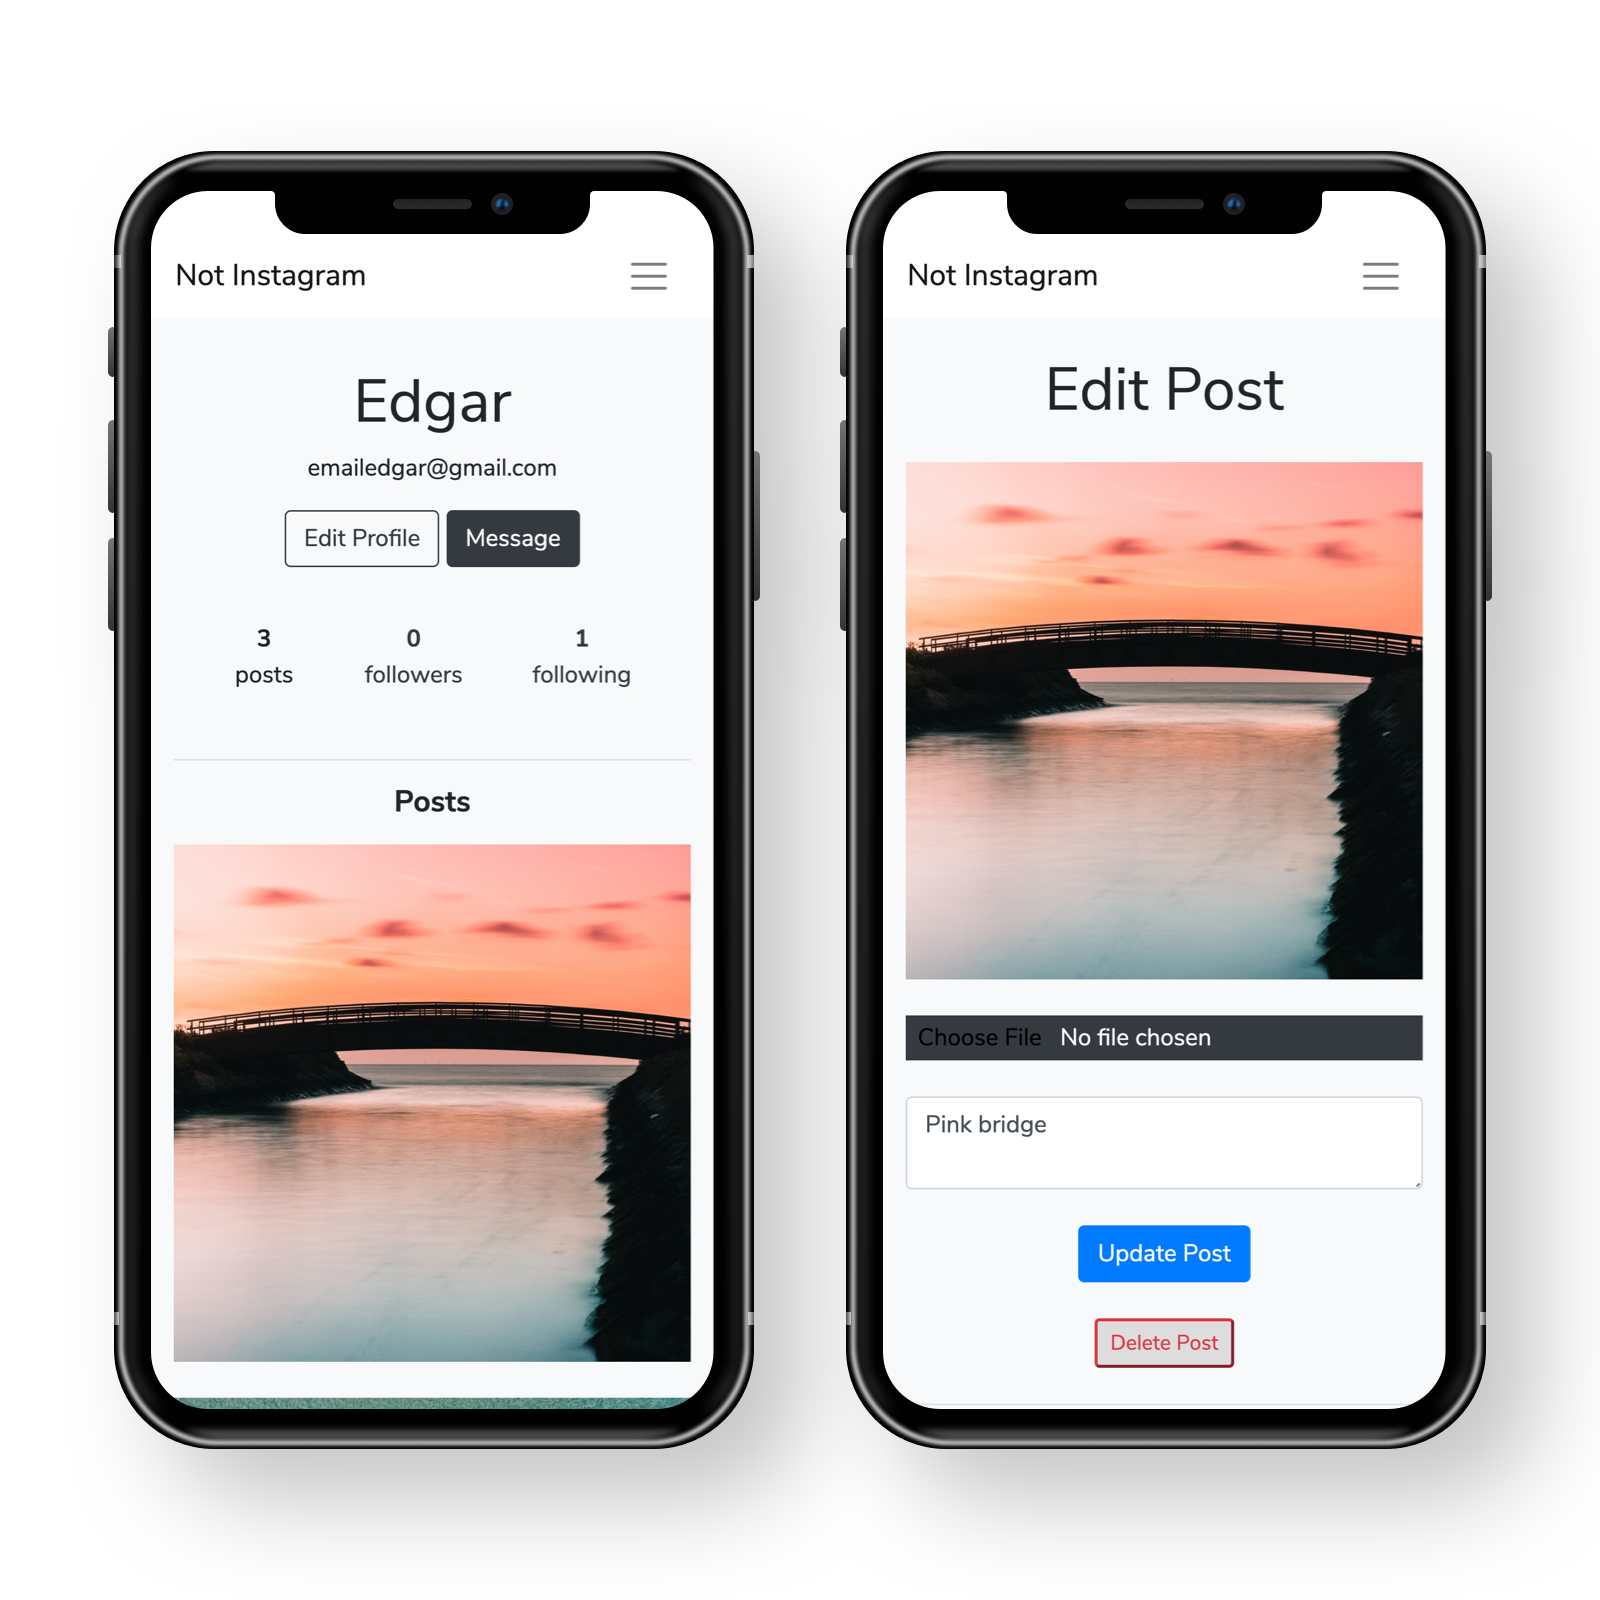 Not Instagram
Edgar
emailedgar@gmail.com
Edit Profile Message
3 0 1
posts followers following
Posts
Not Instagram
Edit Post
Choose File No file chosen
Pink bridge
Update Post
Delete Post